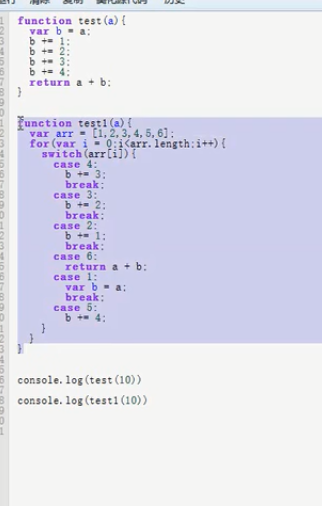 function test(a){
var b = a;
b += 1;
b += 2;
b += 3;
b += 4;
return a + b;
}
function test1(a){
var arr = [1,2,3,4,5,6];
for(var i = 0;i<arr.length;i++){
switch(arr[i]){
case 4:
b += 3;
break;
case 3:
b += 2;
break;
case 2:
b += 1;
break;
case 6:
return a + b;
case 1:
var b = a;
break;
case 5:
b += 4;
}
}
}
console.log(test(10))
console.log(test1(10))